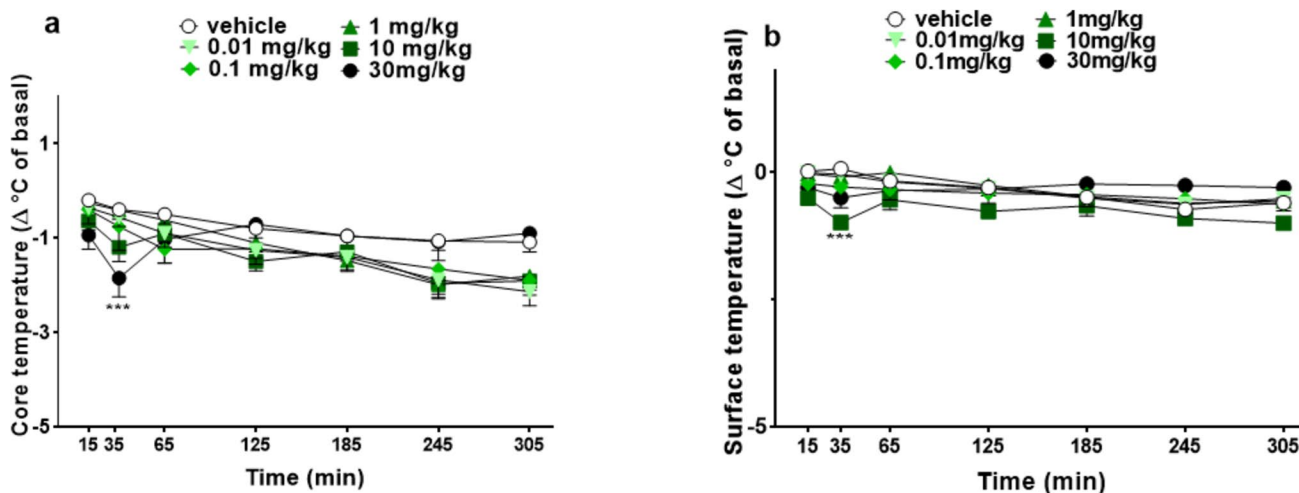 a
vehicle
0.01 mg/kg
0.1 mg/kg
1 mg/kg
10 mg/kg
30mg/kg
Core temperature (Δ °C of basal)
1
-1
-3
-5
***
15 35 65 125 185 245 305
Time (min)
b
vehicle
0.01mg/kg
0.1mg/kg
1mg/kg
10mg/kg
30mg/kg
Surface temperature (Δ °C of basal)
0
-5
***
15 35 65 125 185 245 305
Time (min)